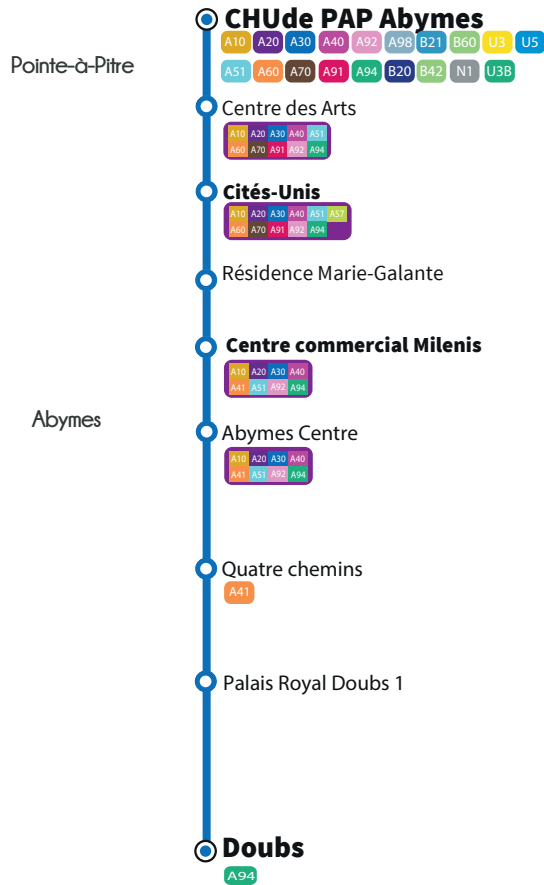 CHUde PAP Abymes
A10 A20 A30 A40 A92 A98 B21 B60 U3 U5
Pointe-à-Pitre
A51 A60 A70 A91 A94 B20 B42 N1 U3B
Centre des Arts
A10 A20 A30 A40 A51
A60 A70 A91 A92 A94
Cités-Unis
A10 A20 A30 A40 A51 A57
A60 A70 A91 A92 A94
Résidence Marie-Galante
Centre commercial Milenis
A10 A20 A30 A40
A41 A51 A92 A94
Abymes
Abymes Centre
A10 A20 A30 A40
A41 A51 A92 A94
Quatre chemins
A41
Palais Royal Doubs 1
Doubs
A94